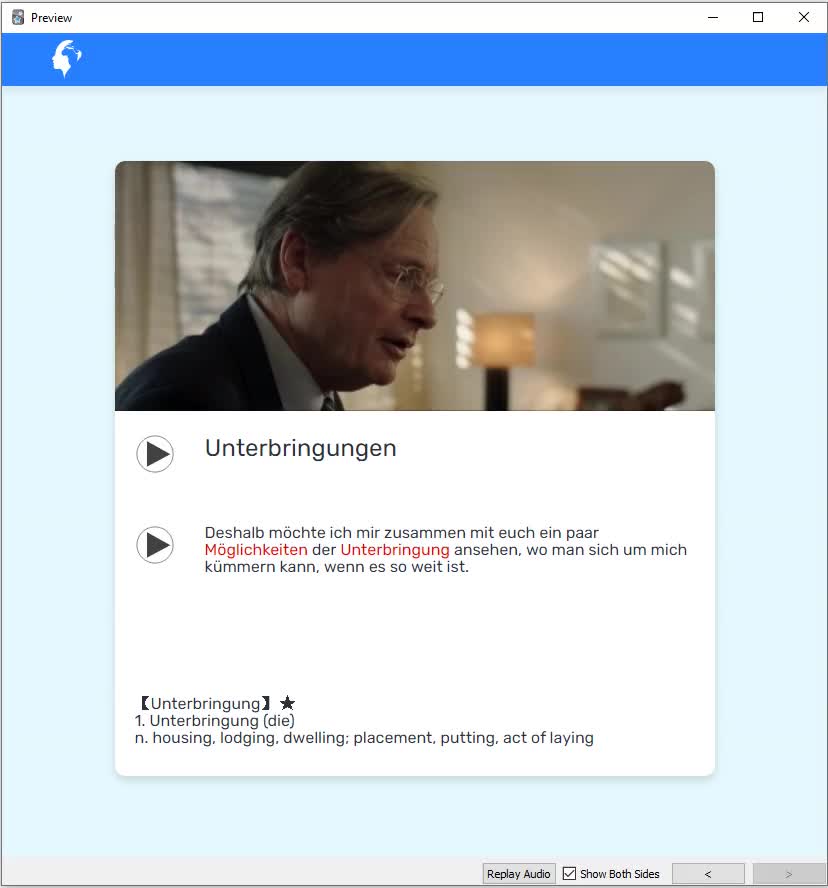 Preview
Unterbringungen
Deshalb möchte ich mir zusammen mit euch ein paar
Möglichkeiten der Unterbringung ansehen, wo man sich um mich
kümmern kann, wenn es so weit ist.
【Unterbringung】 ★
1. Unterbringung (die)
n. housing, lodging, dwelling; placement, putting, act of laying
Replay Audio Show Both Sides < >